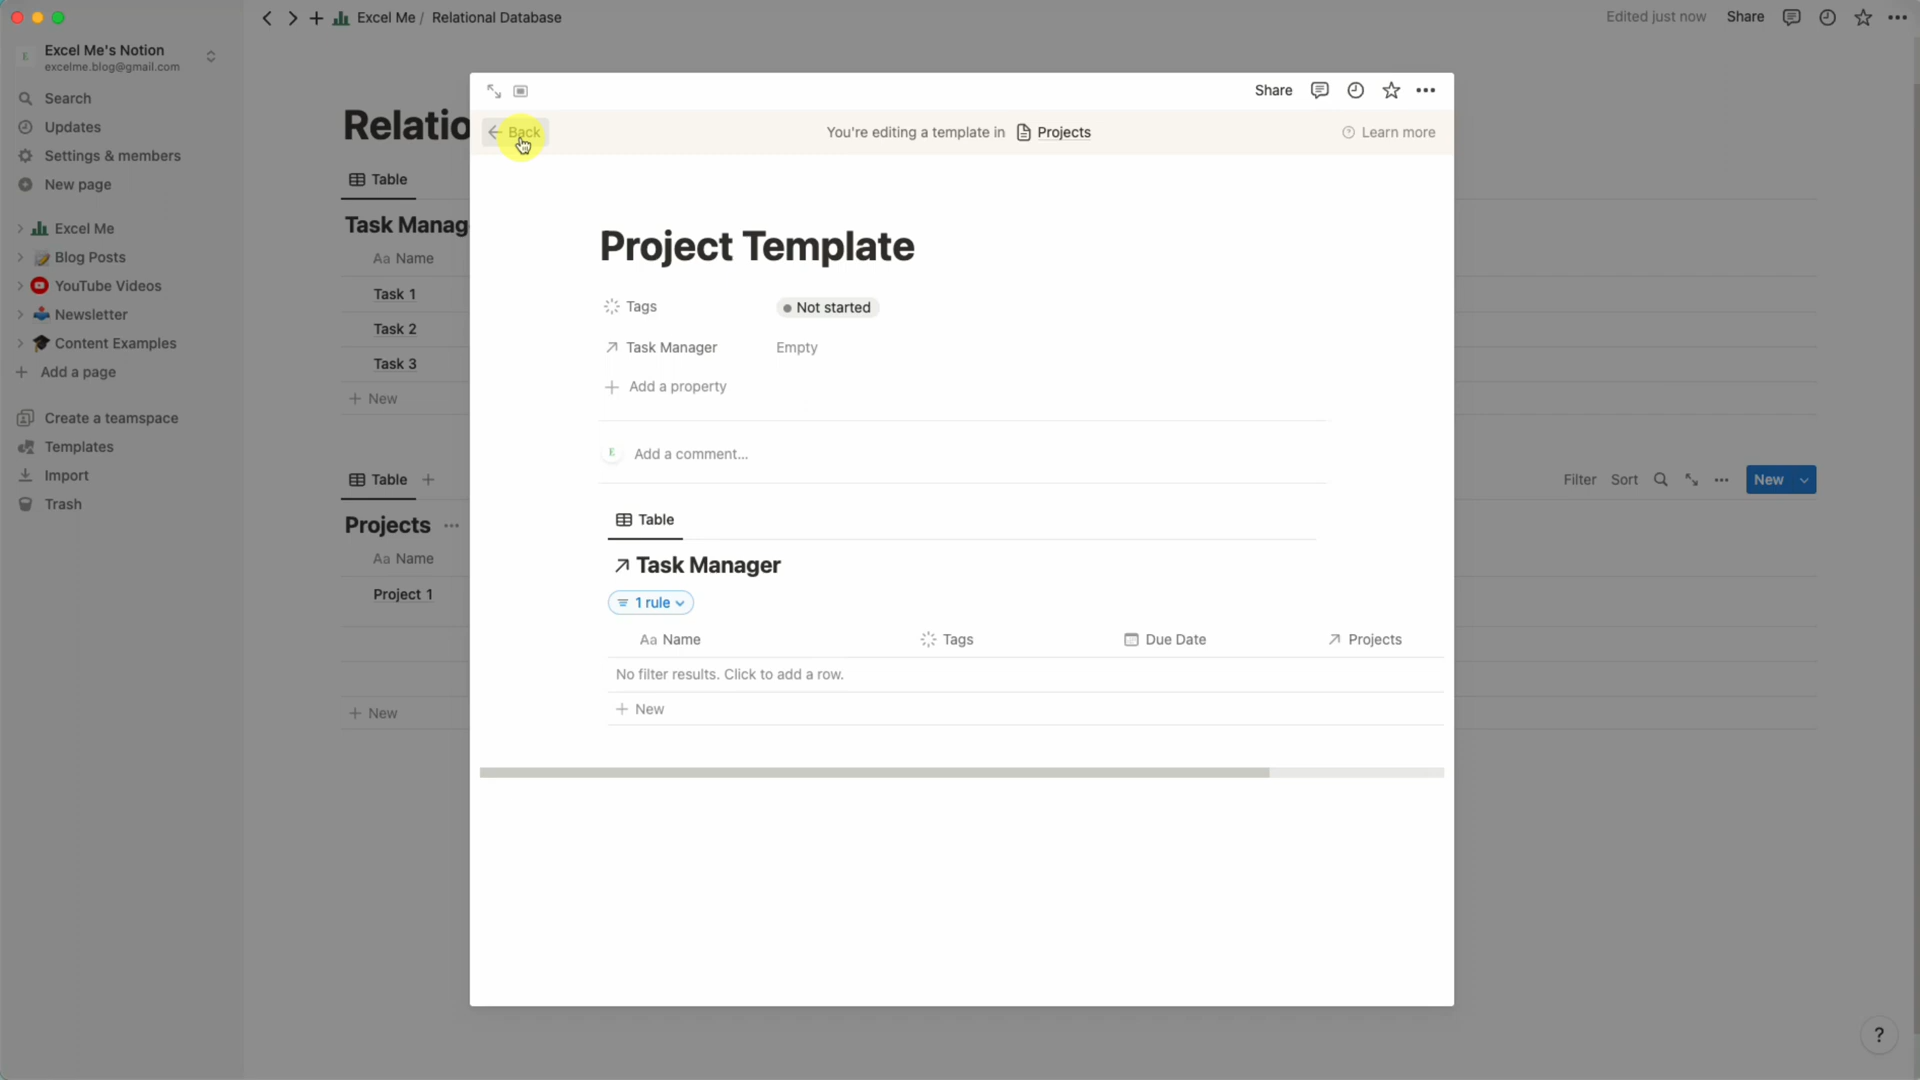 Excel Me / Relational Database
Edited just now
Share
E
Excel Me's Notion
excelme.blog@gmail.com
Search
Updates
Settings & members
New page
Excel Me
Blog Posts
YouTube Videos
Newsletter
Content Examples
Add a page
Create a teamspace
Templates
Import
Trash
Relatio
Table
Task Manag
Aa Name
Task 1
Task 2
Task 3
New
Table
Filter
Sort
New
Projects
Aa Name
Project 1
New
Share
Back
You're editing a template in Projects
Learn more
Project Template
Tags
Not started
Task Manager
Empty
Add a property
E
Add a comment...
Table
Task Manager
1 rule
Aa Name
Tags
Due Date
Projects
No filter results. Click to add a row.
New
?